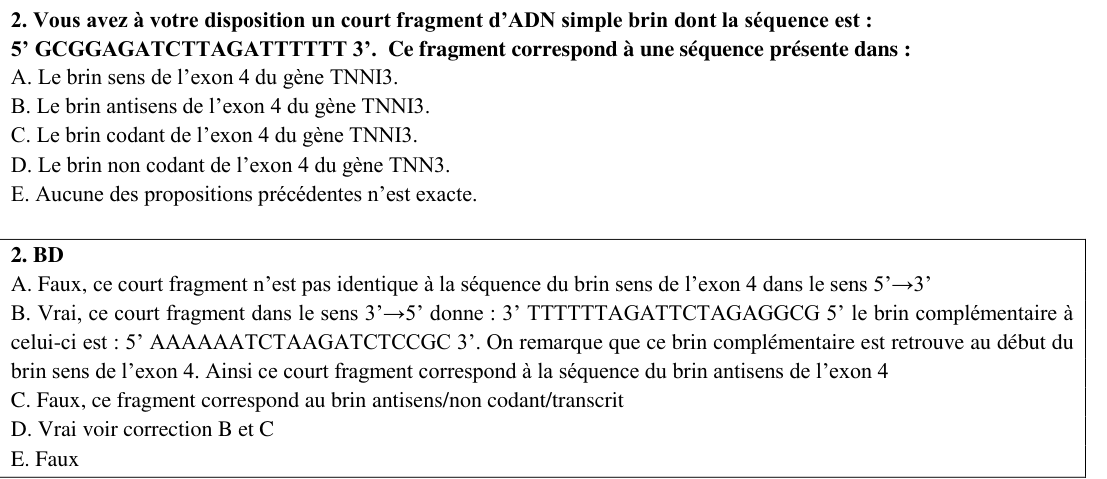 2. Vous avez à votre disposition un court fragment d’ADN simple brin dont la séquence est :
5’ GCGGAGATCTTAGATTTTTT 3’. Ce fragment correspond à une séquence présente dans :
A. Le brin sens de l’exon 4 du gène TNNI3.
B. Le brin antisens de l’exon 4 du gène TNNI3.
C. Le brin codant de l’exon 4 du gène TNNI3.
D. Le brin non codant de l’exon 4 du gène TNN3.
E. Aucune des propositions précédentes n’est exacte.
2. BD
A. Faux, ce court fragment n’est pas identique à la séquence du brin sens de l’exon 4 dans le sens 5’→3’
B. Vrai, ce court fragment dans le sens 3’→5’ donne : 3’ TTTTTTAGATTCTAGAGGCG 5’ le brin complémentaire à
celui-ci est : 5’ AAAAAATCTAAGATCTCCGC 3’. On remarque que ce brin complémentaire est retrouve au début du
brin sens de l’exon 4. Ainsi ce court fragment correspond à la séquence du brin antisens de l’exon 4
C. Faux, ce fragment correspond au brin antisens/non codant/transcrit
D. Vrai voir correction B et C
E. Faux